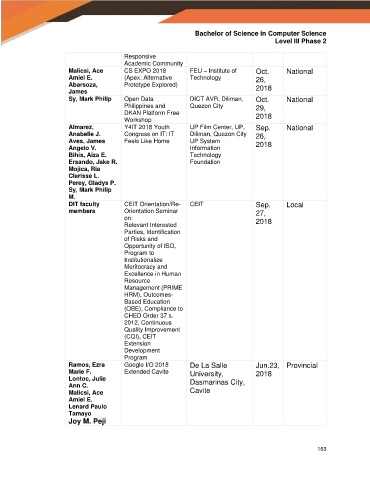 Bachelor of Science in Computer Science
Level III Phase 2
Responsive
Academic Community
Malicsi, Ace
Amiel E.
Abarsoza,
James
CS EXPO 2018
(Apex: Alternative
Prototype Explored)
FEU – Institute of
Technology
Oct.
26,
2018
National
Sy, Mark Philip
Open Data
Philippines and
DKAN Platform Free
Workshop
DICT AVR, Diliman,
Quezon City
Oct.
29,
2018
National
Almarez,
Anabelle J.
Aves, James
Angelo V.
Bihis, Aiza E.
Ersando, Jake R.
Mojica, Ria
Clarisse L.
Perey, Gladys P.
Sy, Mark Philip
M.
Y4IT 2018 Youth
Congress on IT: IT
Feels Like Home
UP Film Center, UP,
Diliman, Quezon City
UP System
Information
Technology
Foundation
Sep.
26,
2018
National
DIT faculty
members
CEIT Orientation/Re-
Orientation Seminar
on:
Relevant Interested
Parties, Identification
of Risks and
Opportunity of ISO,
Program to
Institutionalize
Meritocracy and
Excellence in Human
Resource
Management (PRIME
HRM), Outcomes-
Based Education
(OBE), Compliance to
CHED Order 37 s.
2012, Continuous
Quality Improvement
(CQI), CEIT
Extension
Development
Program
CEIT
Sep.
27,
2018
Local
Ramos, Ezra
Marie F.
Lontoc, Julie
Ann C.
Malicsi, Ace
Amiel E.
Lenard Paulo
Tamayo
Joy M. Peji
Google I/O 2018
Extended Cavite
De La Salle
University,
Dasmarinas City,
Cavite
Jun.23,
2018
Provincial
163